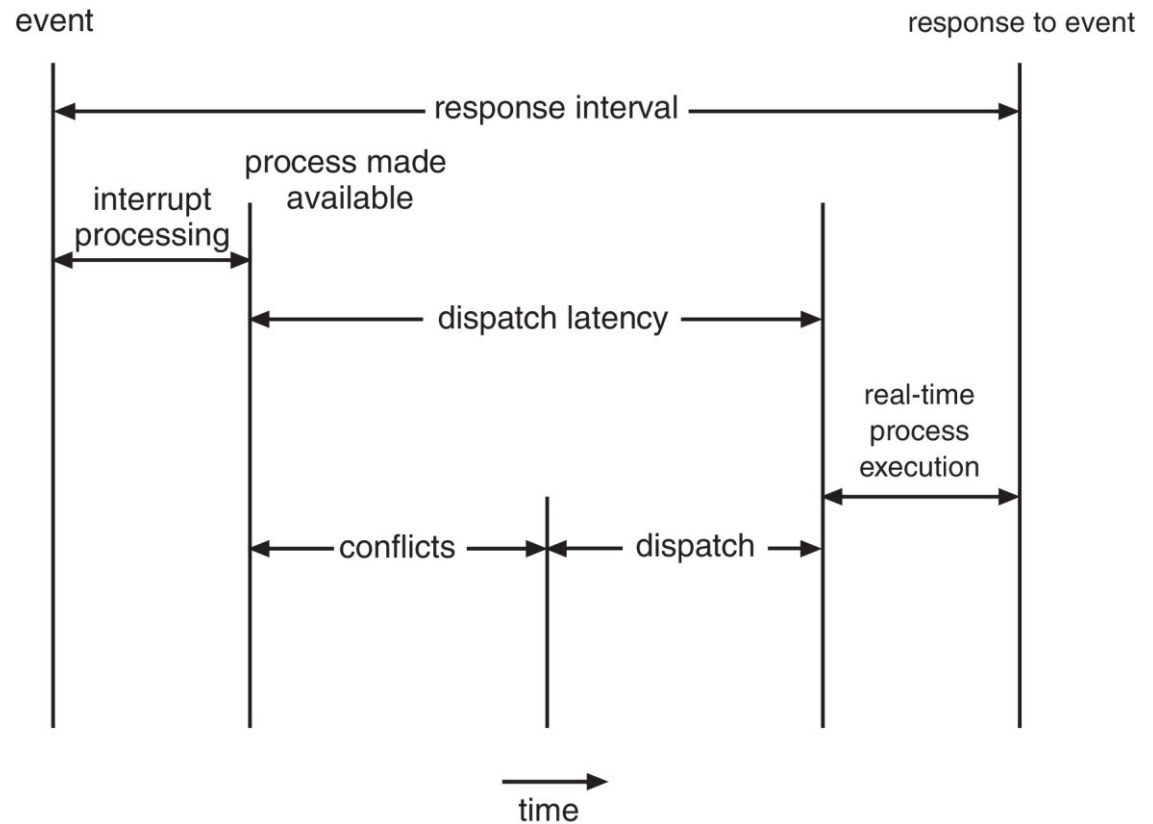 event
response to event
response interval
process made
available
interrupt
processing
dispatch latency
real-time
process
execution
conflicts
dispatch
time